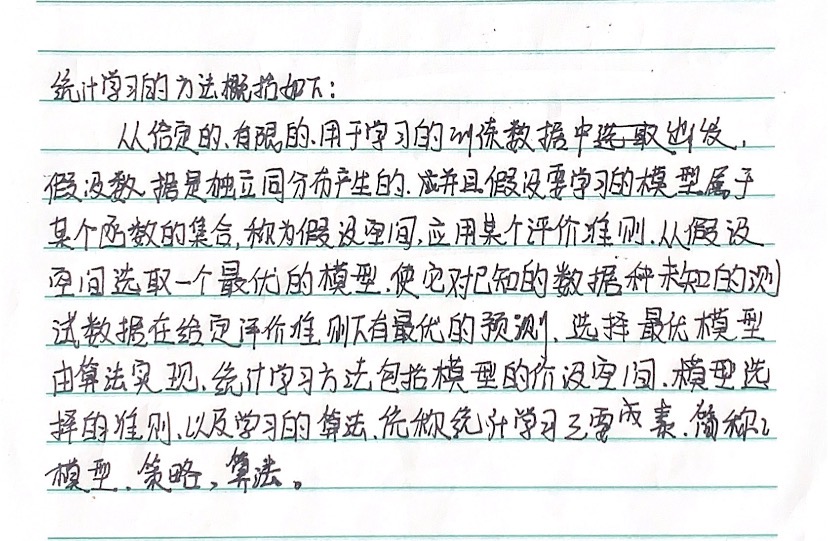 统计学习的方法概括如下：
从给定的、有限的、用于学习的训练数据中出发，
假设数据是独立同分布产生的、并且假设要学习的模型属于
某个函数的集合，称为假设空间，应用某个评价准则、从假设
空间选取一个最优的模型、使它对已知的数据种未知的测
试数据在给定评价准则下有最优的预测、选择最优模型
由算法实现、统计学习方法包括模型的假设空间、模型选
择的准则、以及学习的算法、统称统计学习三要素、简称：
模型、策略、算法。